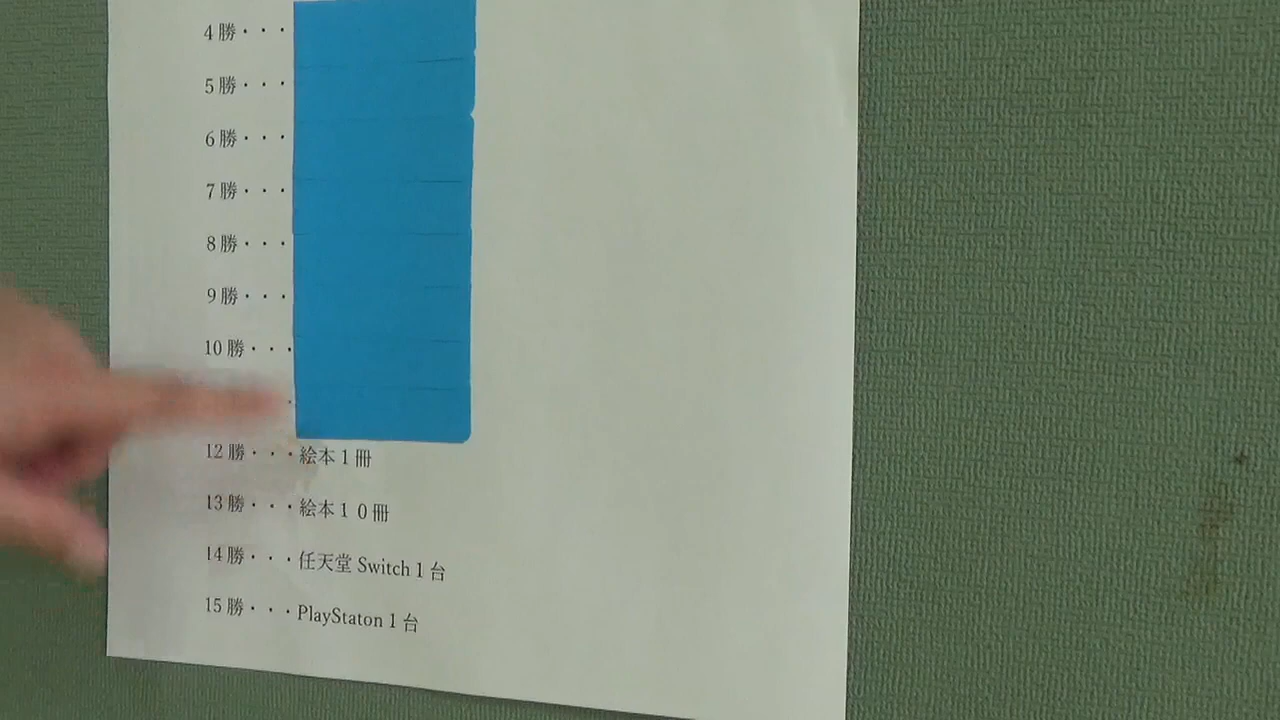 4勝・・・
5勝・・・
6勝・・・
7勝・・・
8勝・・・
9勝・・・
10勝・・・
12勝・・・絵本1冊
13勝・・・絵本１０冊
14勝・・・任天堂 Switch 1台
15勝・・・PlayStaton 1台